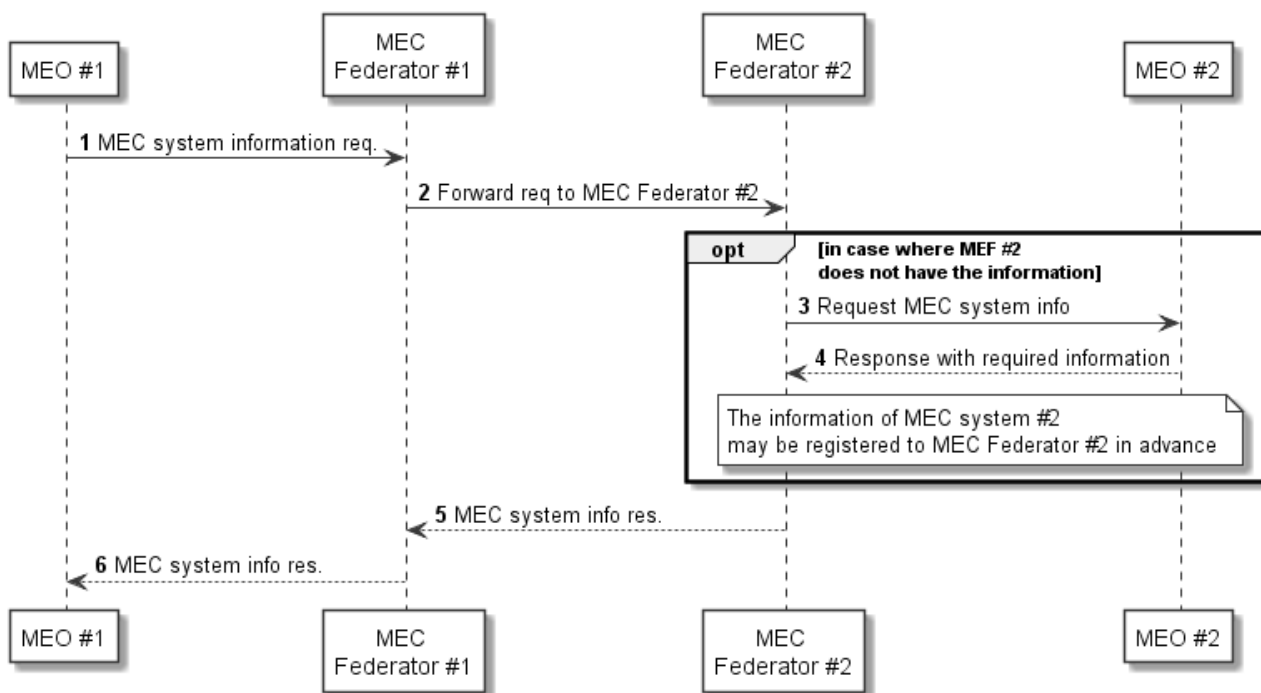 MEO #1
MEC
Federator #1
MEC
Federator #2
MEO #2
1 MEC system information req.
2 Forward req to MEC Federator #2
opt
[in case where MEF #2
does not have the information]
3 Request MEC system info
4 Response with required information
The information of MEC system #2
may be registered to MEC Federator #2 in advance
5 MEC system info res.
6 MEC system info res.
MEO #1
MEC
Federator #1
MEC
Federator #2
MEO #2